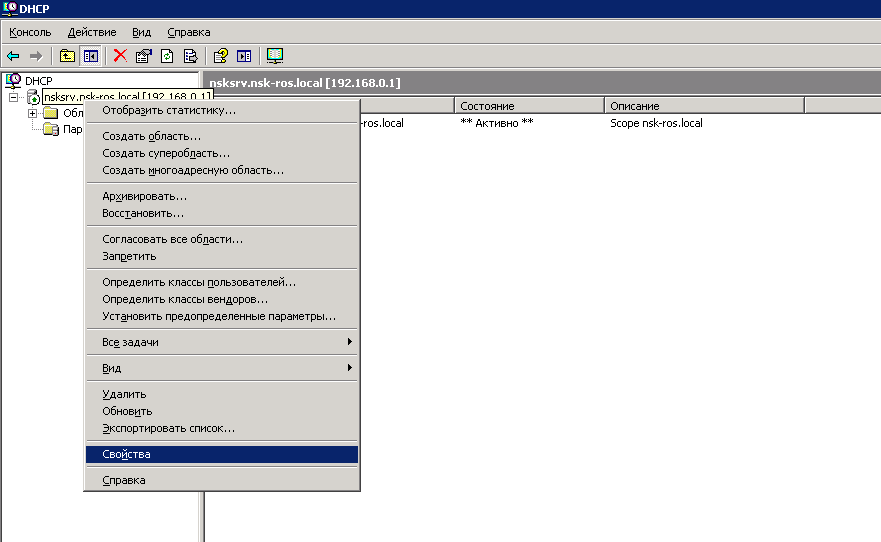 DHCP
Консоль Действие Вид Справка
DHCP
nsksrv.nsk-ros.local [192.168.0.1]
nsksrv.nsk-ros.local [192.168.0.1]
Состояние Описание
-ros.local ** Активно ** Scope nsk-ros.local
Обл
Пар
Отобразить статистику...
Создать область...
Создать суперобласть...
Создать многоадресную область...
Архивировать...
Восстановить...
Согласовать все области...
Запретить
Определить классы пользователей...
Определить классы вендоров...
Установить предопределенные параметры...
Все задачи
Вид
Удалить
Обновить
Экспортировать список...
Свойства
Справка